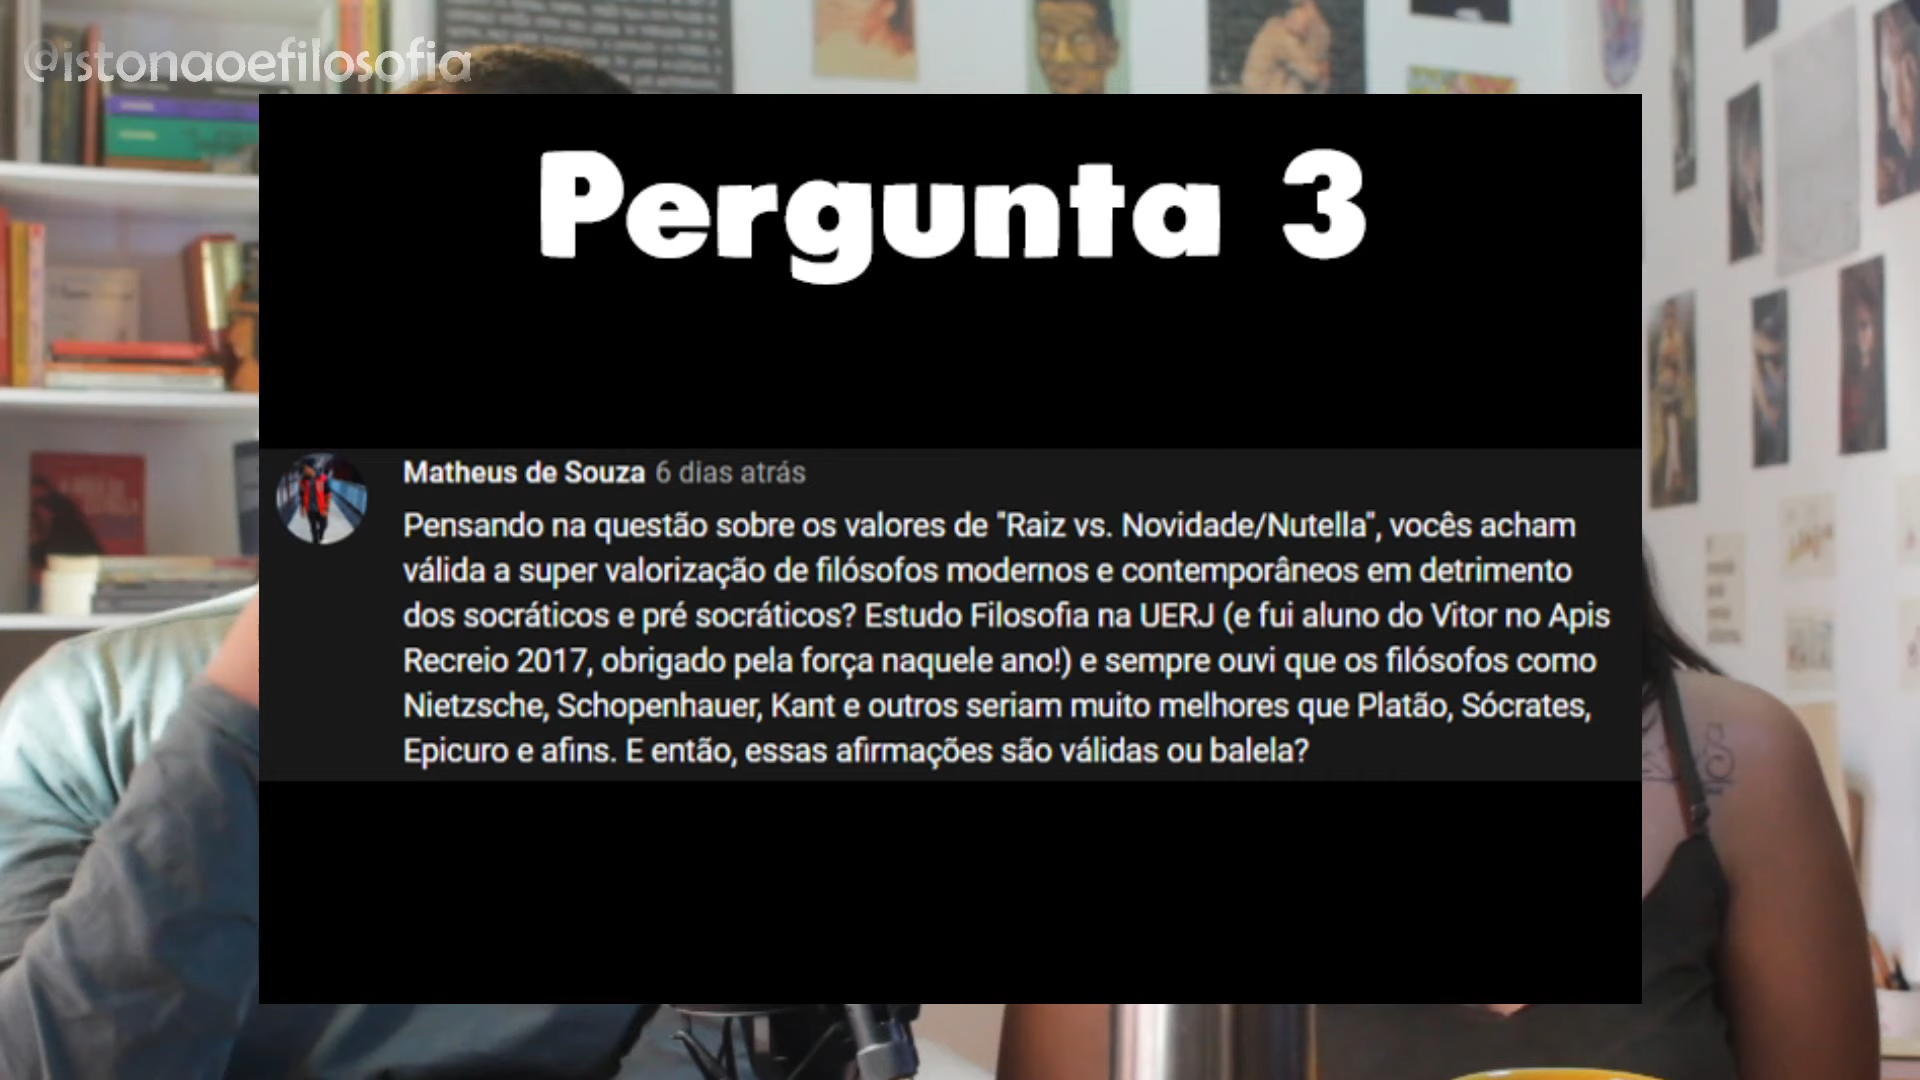 @istonaoefilosofia
Pergunta 3
Matheus de Souza 6 dias atrás
Pensando na questão sobre os valores de "Raiz vs. Novidade/Nutella", vocês acham
válida a super valorização de filósofos modernos e contemporâneos em detrimento
dos socráticos e pré socráticos? Estudo Filosofia na UERJ (e fui aluno do Vitor no Apis
Recreio 2017, obrigado pela força naquele ano!) e sempre ouvi que os filósofos como
Nietzsche, Schopenhauer, Kant e outros seriam muito melhores que Platão, Sócrates,
Epicuro e afins. E então, essas afirmações são válidas ou balela?